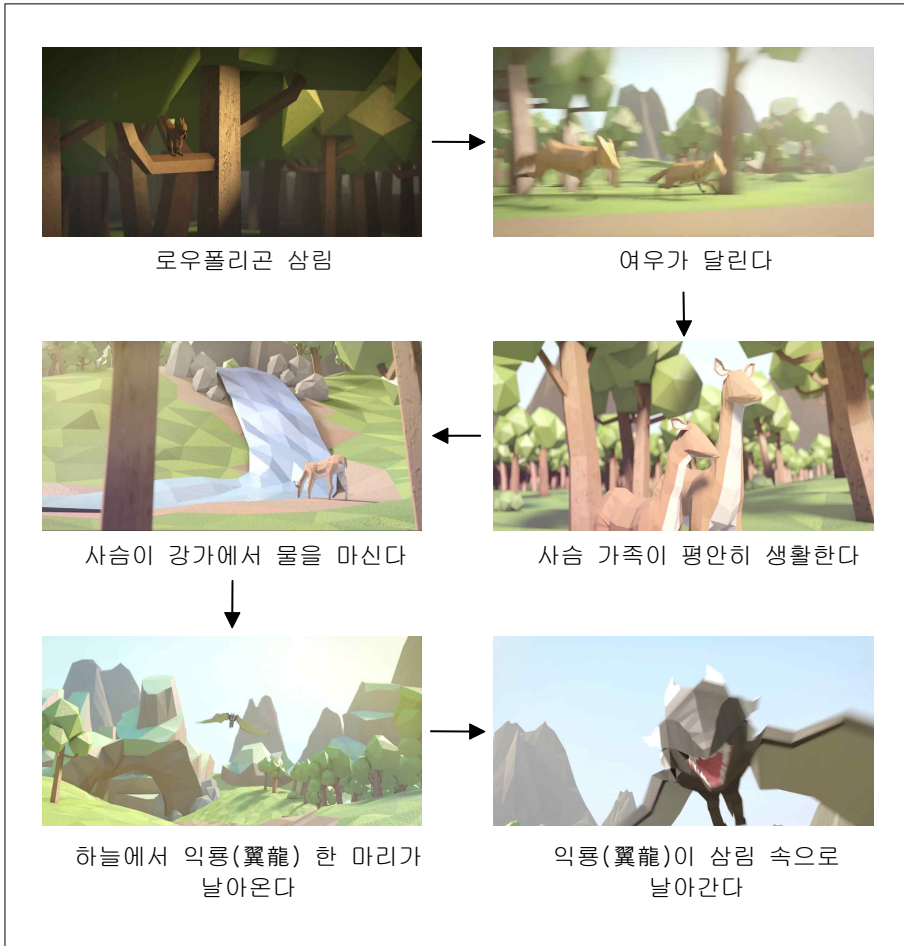 로우폴리곤 삼림
여우가 달린다
사슴 가족이 평안히 생활한다
사슴이 강가에서 물을 마신다
하늘에서 익룡(翼龍) 한 마리가
날아온다
익룡(翼龍)이 삼림 속으로
날아간다